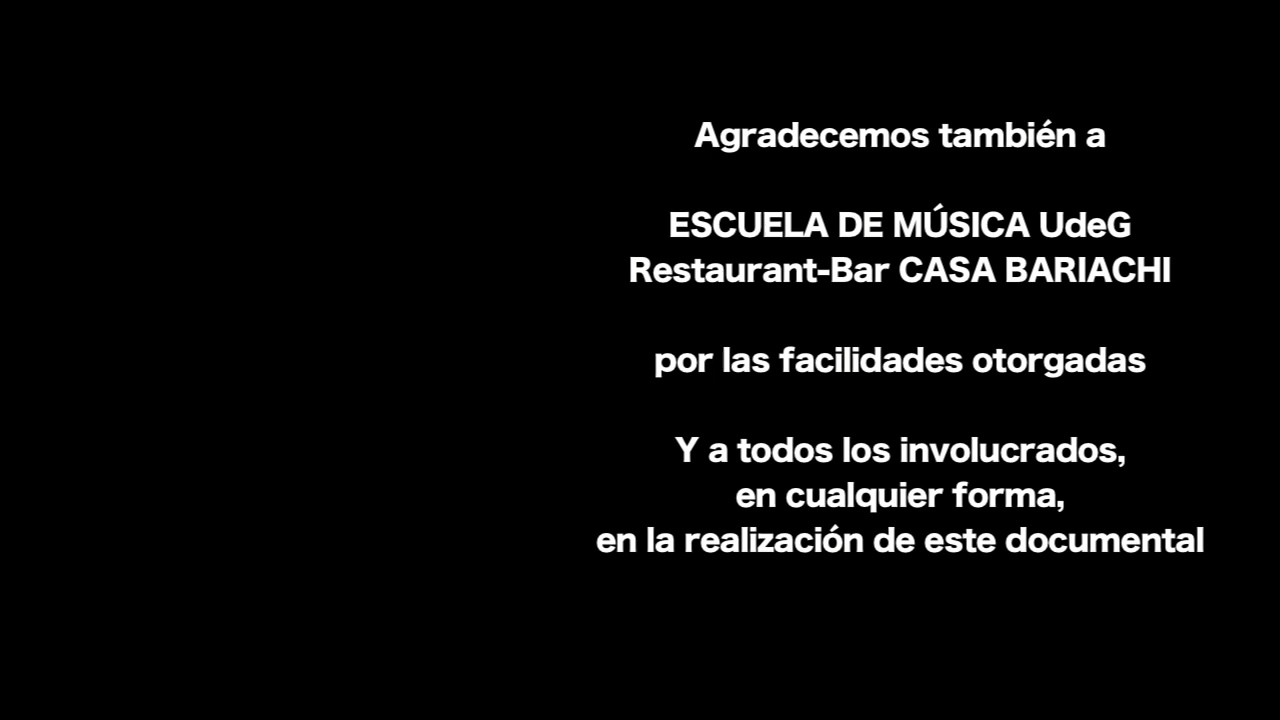 Agradecemos también a
ESCUELA DE MÚSICA UdeG
Restaurant-Bar CASA BARIACHI
por las facilidades otorgadas
Y a todos los involucrados,
en cualquier forma,
en la realización de este documental